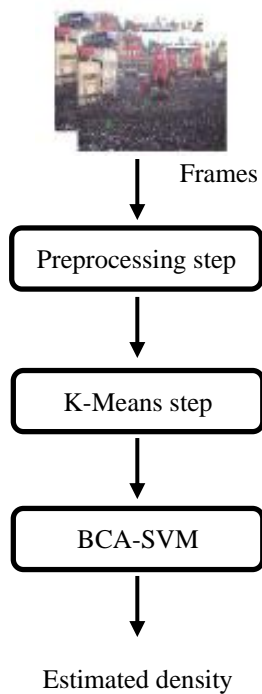 Frames
Preprocessing step
K-Means step
BCA-SVM
Estimated density